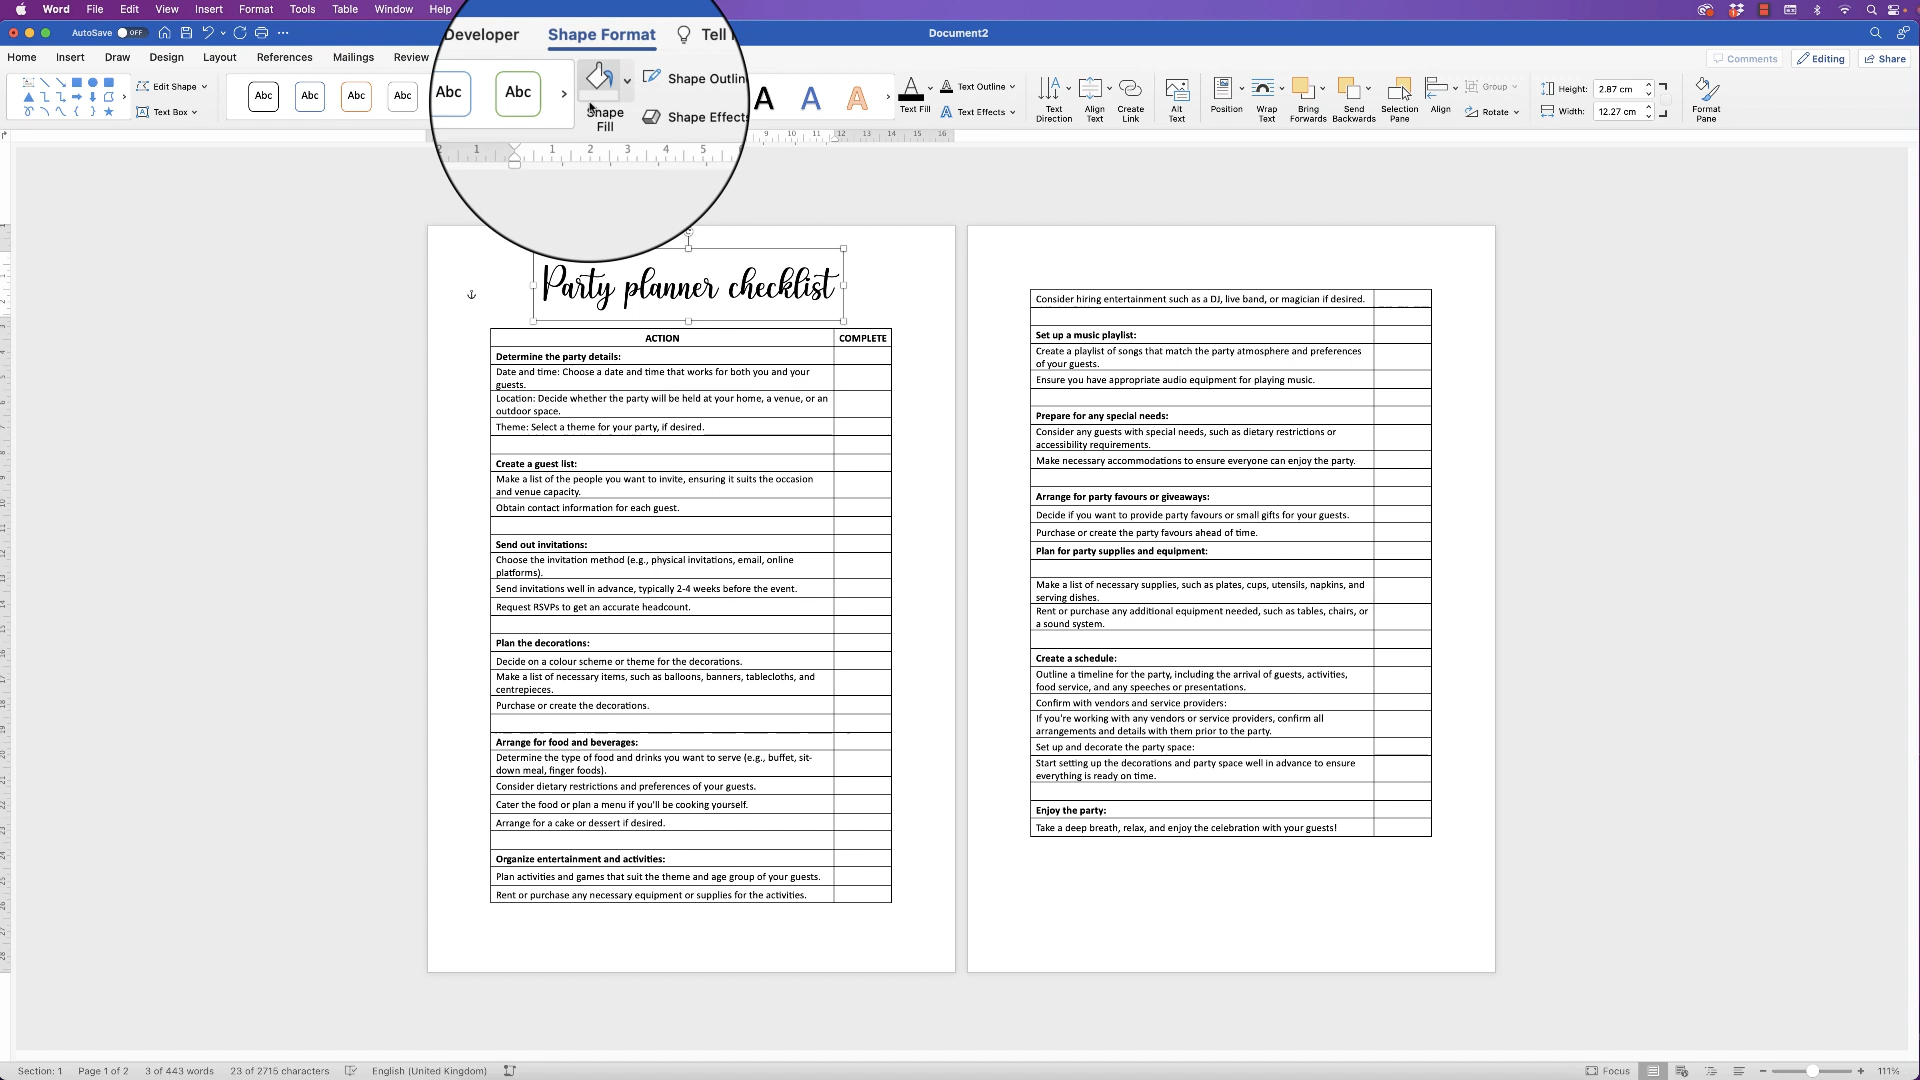 Word File Edit View Insert Format Tools Table Window Help
AutoSave OFF
Document2
Home Insert Draw Design Layout References Mailings Review
Developer Shape Format Tell
Comments Editing Share
Edit Shape
Text Box
Abc Abc Abc Abc Abc Abc
Shape Fill
Shape Outlin
Shape Effects
A A A
Text Fill
Text Outline
Text Effects
Text Direction
Align Text
Create Link
Alt Text
Position
Wrap Text
Bring Forwards
Send Backwards
Selection Pane
Align
Group
Rotate
Height: 2.87 cm
Width: 12.27 cm
Format Pane
2 1 1 2 3 4 5 9 10 11 12 13 14 15 16
Party planner checklist
ACTION COMPLETE
Determine the party details:
Date and time: Choose a date and time that works for both you and your
guests.
Location: Decide whether the party will be held at your home, a venue, or an
outdoor space.
Theme: Select a theme for your party, if desired.
Create a guest list:
Make a list of the people you want to invite, ensuring it suits the occasion
and venue capacity.
Obtain contact information for each guest.
Send out invitations:
Choose the invitation method (e.g., physical invitations, email, online
platforms).
Send invitations well in advance, typically 2-4 weeks before the event.
Request RSVPs to get an accurate headcount.
Plan the decorations:
Decide on a colour scheme or theme for the decorations.
Make a list of necessary items, such as balloons, banners, tablecloths, and
centrepieces.
Purchase or create the decorations.
Arrange for food and beverages:
Determine the type of food and drinks you want to serve (e.g., buffet, sit-
down meal, finger foods).
Consider dietary restrictions and preferences of your guests.
Cater the food or plan a menu if you'll be cooking yourself.
Arrange for a cake or dessert if desired.
Organize entertainment and activities:
Plan activities and games that suit the theme and age group of your guests.
Rent or purchase any necessary equipment or supplies for the activities.
Consider hiring entertainment such as a DJ, live band, or magician if desired.
Set up a music playlist:
Create a playlist of songs that match the party atmosphere and preferences
of your guests.
Ensure you have appropriate audio equipment for playing music.
Prepare for any special needs:
Consider any guests with special needs, such as dietary restrictions or
accessibility requirements.
Make necessary accommodations to ensure everyone can enjoy the party.
Arrange for party favours or giveaways:
Decide if you want to provide party favours or small gifts for your guests.
Purchase or create the party favours ahead of time.
Plan for party supplies and equipment:
Make a list of necessary supplies, such as plates, cups, utensils, napkins, and
serving dishes.
Rent or purchase any additional equipment needed, such as tables, chairs, or
a sound system.
Create a schedule:
Outline a timeline for the party, including the arrival of guests, activities,
food service, and any speeches or presentations.
Confirm with vendors and service providers:
If you're working with any vendors or service providers, confirm all
arrangements and details with them prior to the party.
Set up and decorate the party space:
Start setting up the decorations and party space well in advance to ensure
everything is ready on time.
Enjoy the party:
Take a deep breath, relax, and enjoy the celebration with your guests!
Section: 1 Page 1 of 2 3 of 443 words 23 of 2715 characters English (United Kingdom) Focus 111%